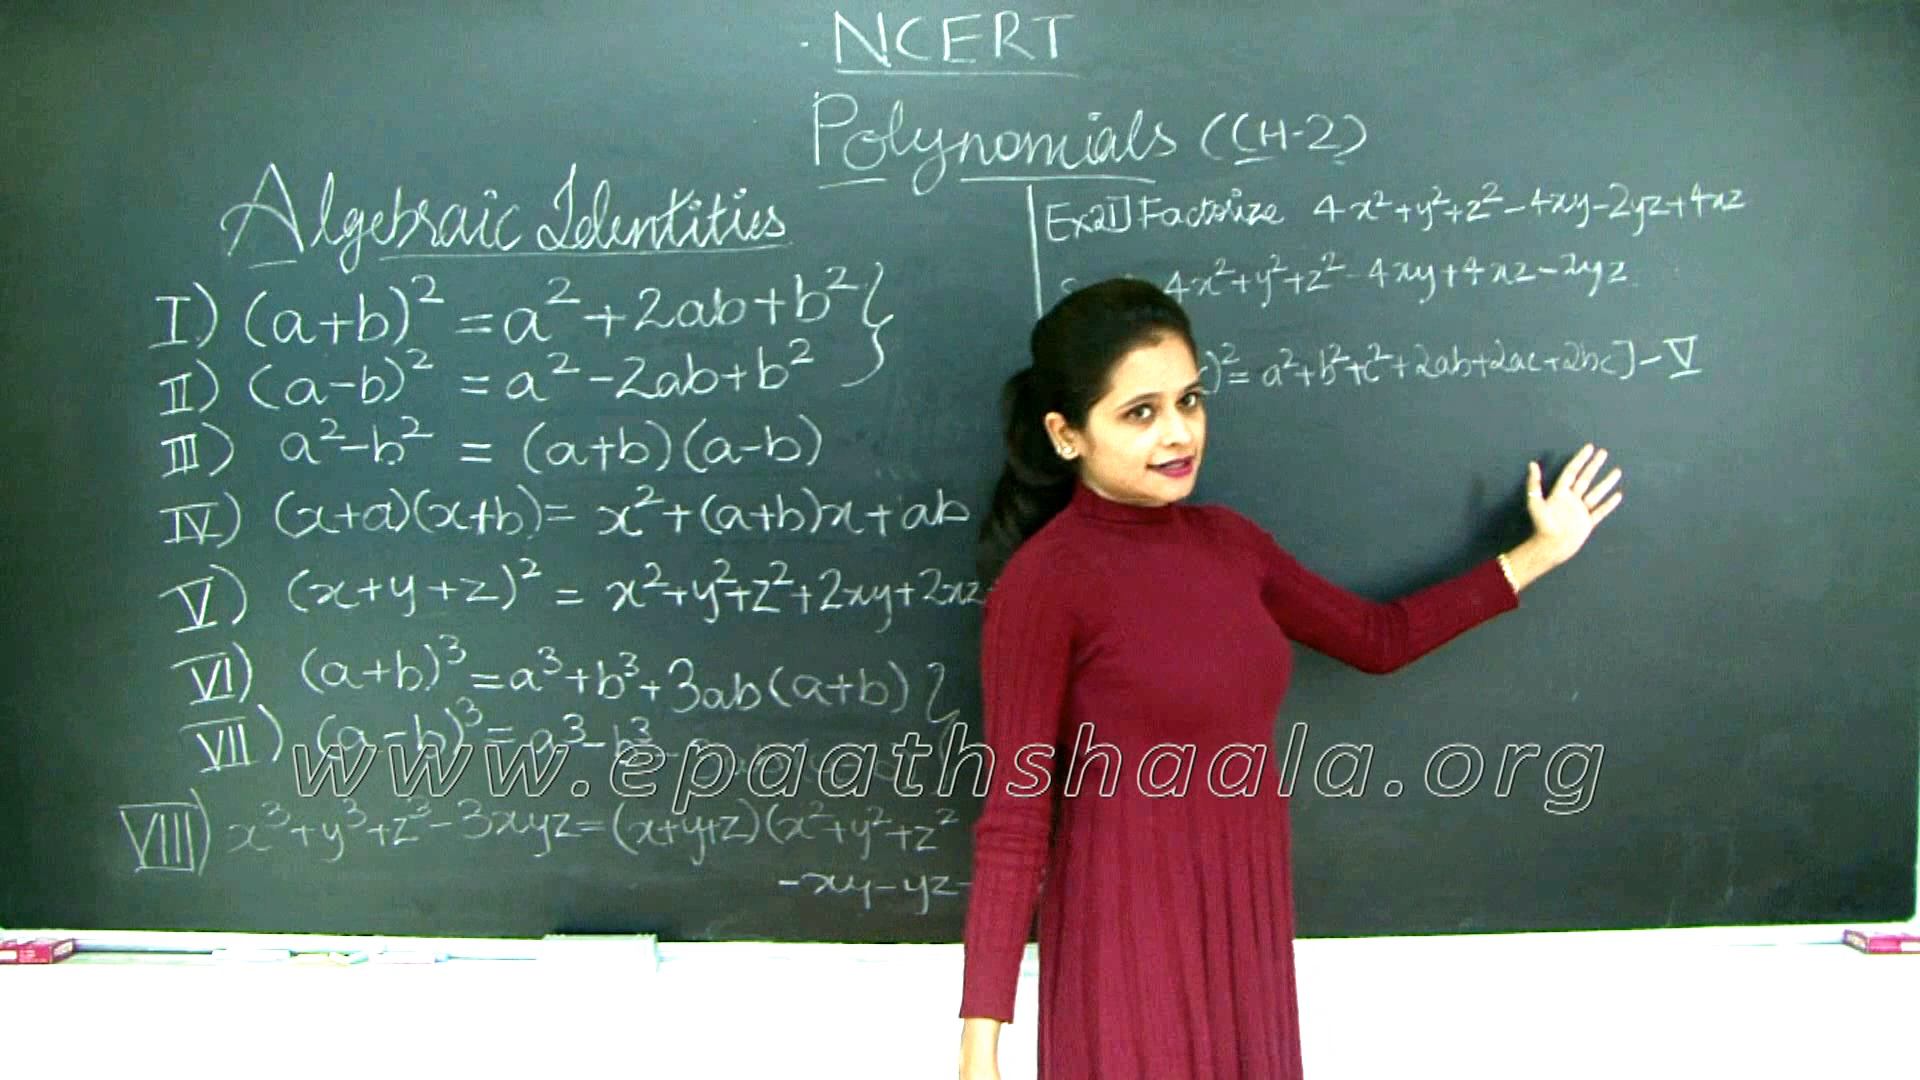 NCERT
Polynomials (CH-2)
Algebraic Identities
I) (a+b)² = a²+2ab+b²
II) (a-b)² = a²-2ab+b²
III) a²-b² = (a+b)(a-b)
IV) (x+a)(x+b)= x²+(a+b)x+ab
V) (x+y+z)² = x²+y²+z²+2xy+2xz
VI) (a+b)³=a³+b³+3ab(a+b)
VII) (a-b)³=a³-b³-
VIII) x³+y³+z³-3xyz=(x+y+z)(x²+y²+z²
-xy-yz-
Ex21] Factorize 4x²+y²+z²-4xy-2yz+4xz
4x²+y²+z²-4xy+4xz-2yz
)²= a²+b²+c²+2ab+2ac+2bc]-V
www.epaathshaala.org